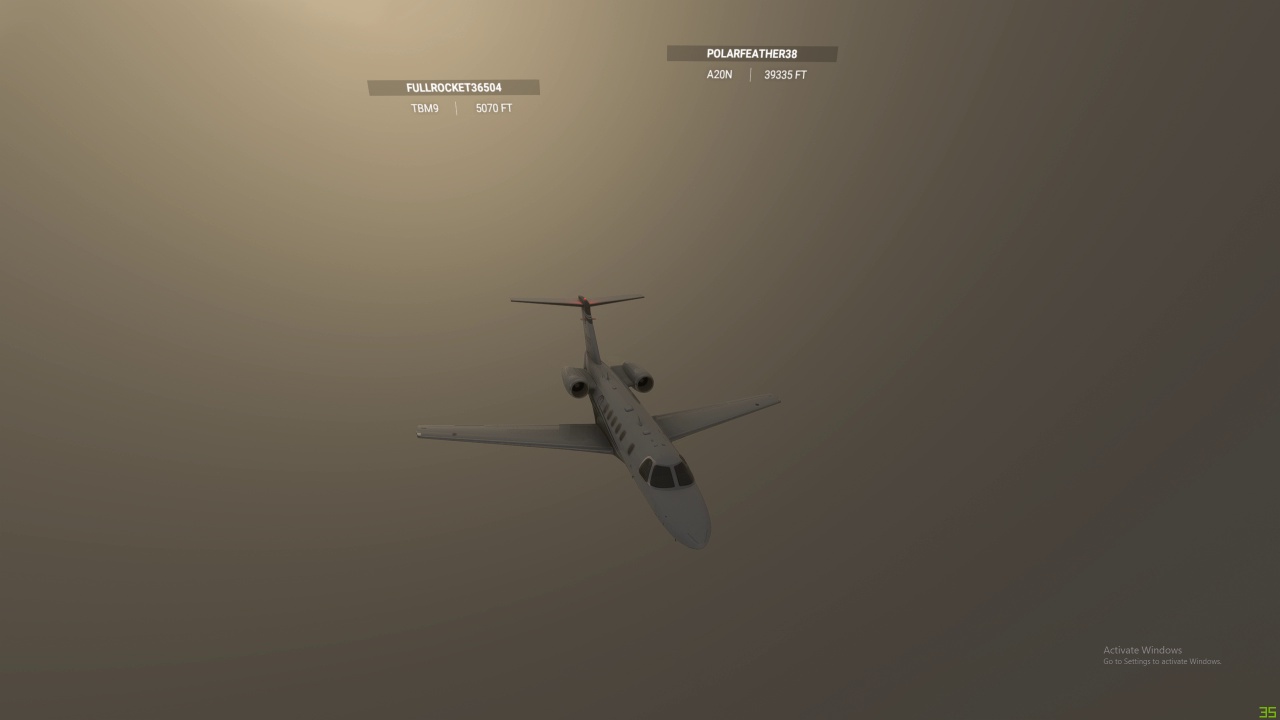 POLARFEATHER38
A20N | 39335 FT
FULLROCKET36504
TBM9 | 5070 FT
Activate Windows
Go to Settings to activate Windows.
35